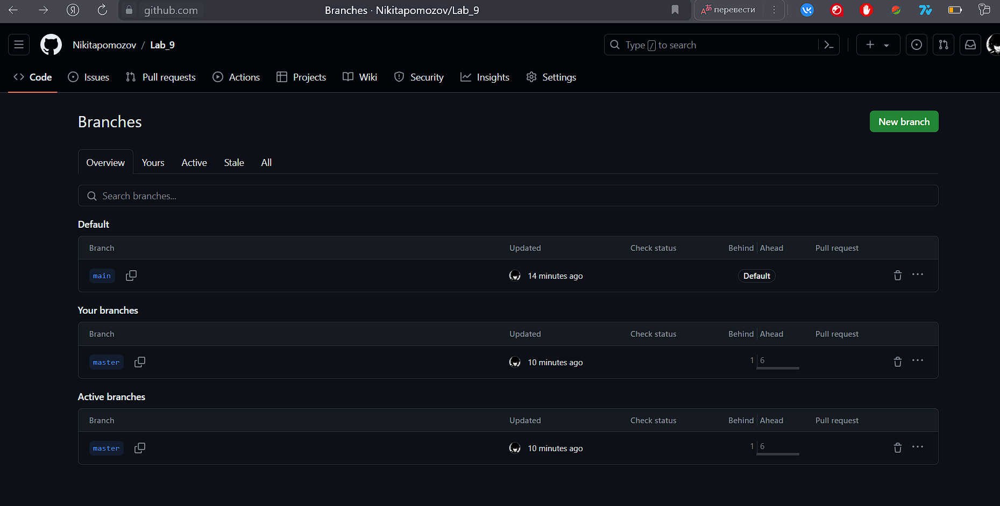 github.com Branches · Nikitapomozov/Lab_9 перевести
Nikitapomozov / Lab_9 Type / to search
Code Issues Pull requests Actions Projects Wiki Security Insights Settings
Branches New branch
Overview Yours Active Stale All
Search branches...
Default
Branch Updated Check status Behind Ahead Pull request
main 14 minutes ago Default
Your branches
Branch Updated Check status Behind Ahead Pull request
master 10 minutes ago 1 6
Active branches
Branch Updated Check status Behind Ahead Pull request
master 10 minutes ago 1 6